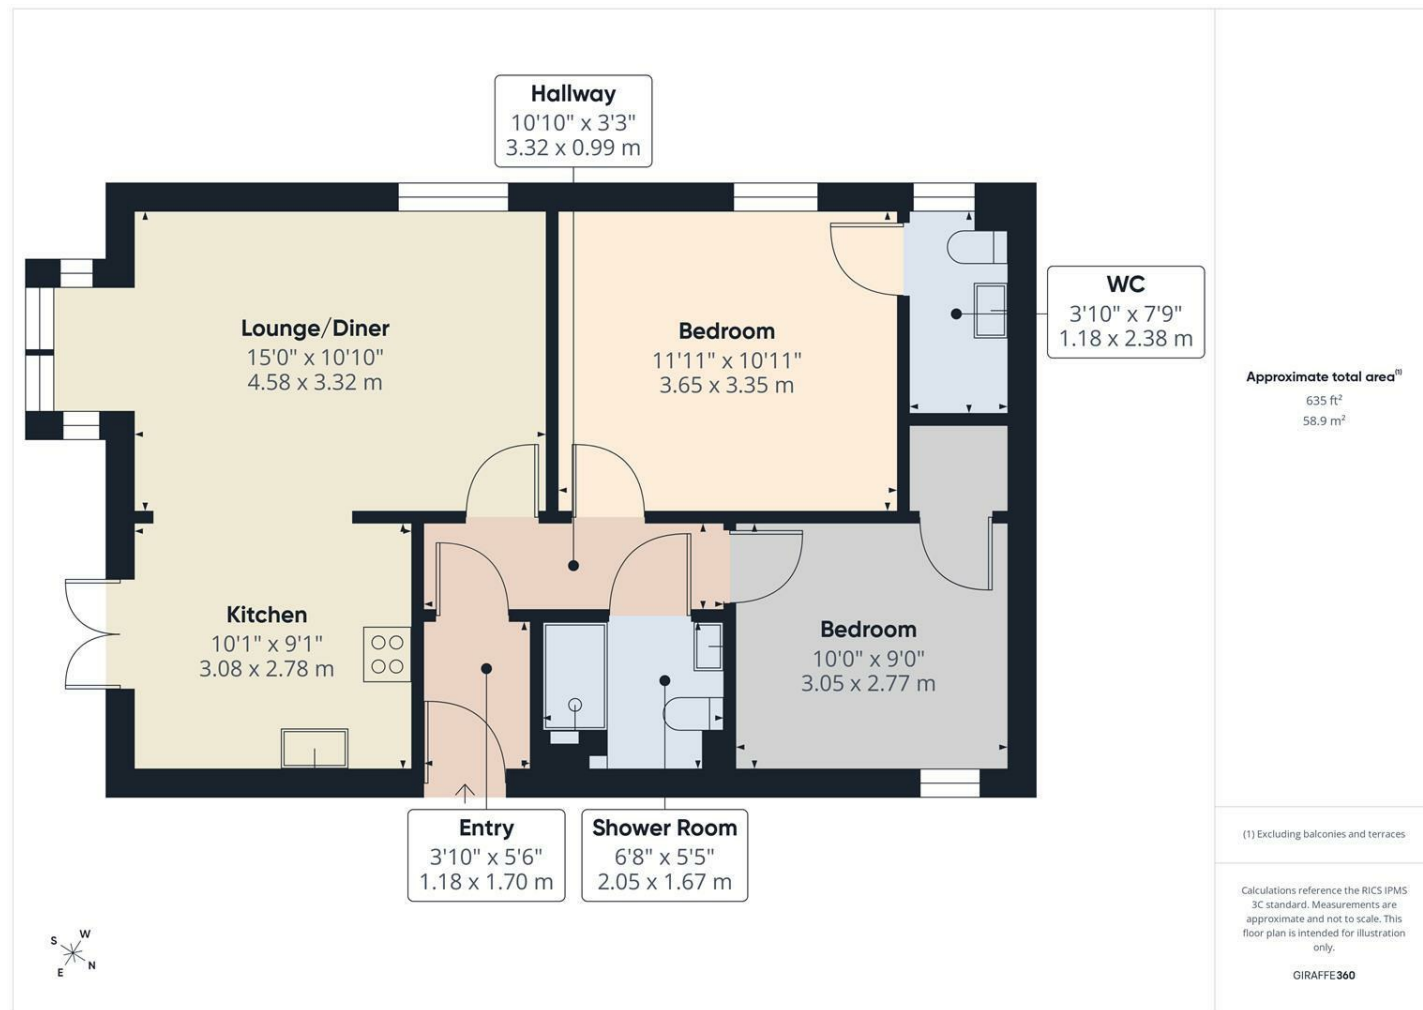 Hallway
10'10" x 3'3"
3.32 x 0.99 m
Lounge/Diner
15'0" x 10'10"
4.58 x 3.32 m
Bedroom
11'11" x 10'11"
3.65 x 3.35 m
WC
3'10" x 7'9"
1.18 x 2.38 m
Kitchen
10'1" x 9'1"
3.08 x 2.78 m
Bedroom
10'0" x 9'0"
3.05 x 2.77 m
Entry
3'10" x 5'6"
1.18 x 1.70 m
Shower Room
6'8" x 5'5"
2.05 x 1.67 m
S
W
E
N
Approximate total area(1)
635 ft²
58.9 m²
(1) Excluding balconies and terraces
Calculations reference the RICS IPMS
3C standard. Measurements are
approximate and not to scale. This
floor plan is intended for illustration
only.
GIRAFFE360